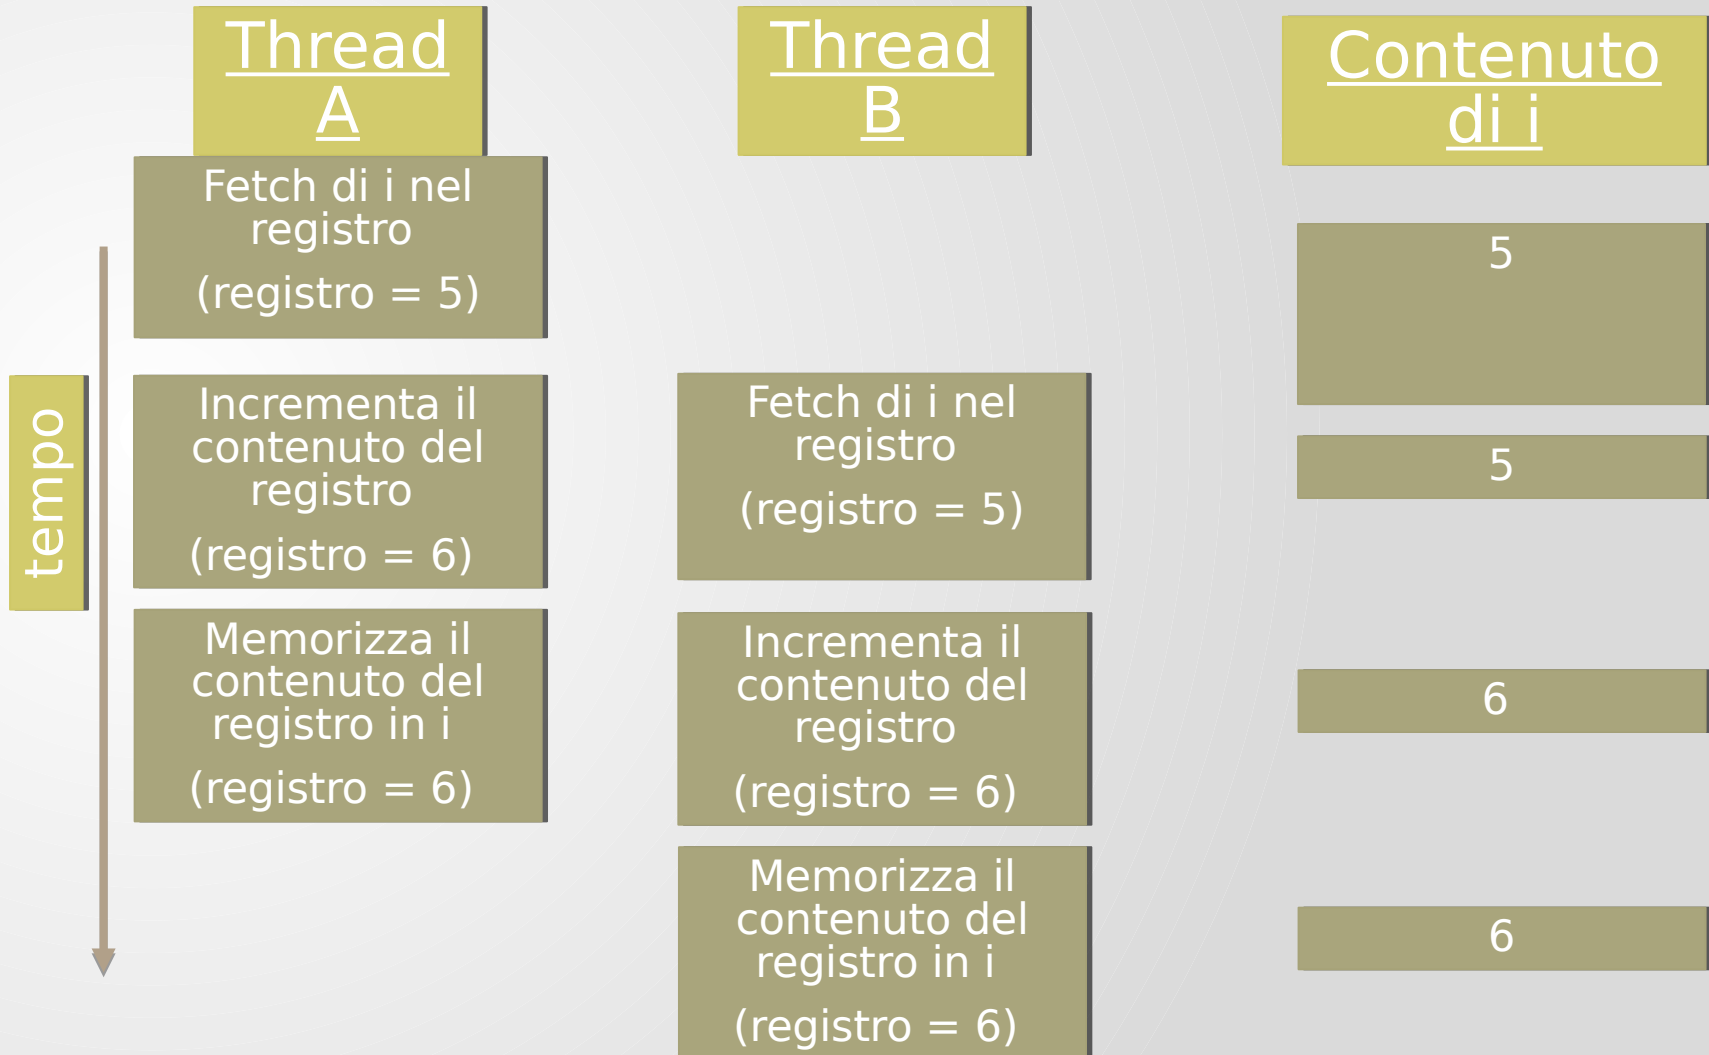 Thread
A
Thread
B
Contenuto
di i
Fetch di i nel
registro
(registro = 5)
5
tempo
Incrementa il
contenuto del
registro
(registro = 6)
Fetch di i nel
registro
(registro = 5)
5
Memorizza il
contenuto del
registro in i
(registro = 6)
Incrementa il
contenuto del
registro
(registro = 6)
6
Memorizza il
contenuto del
registro in i
(registro = 6)
6